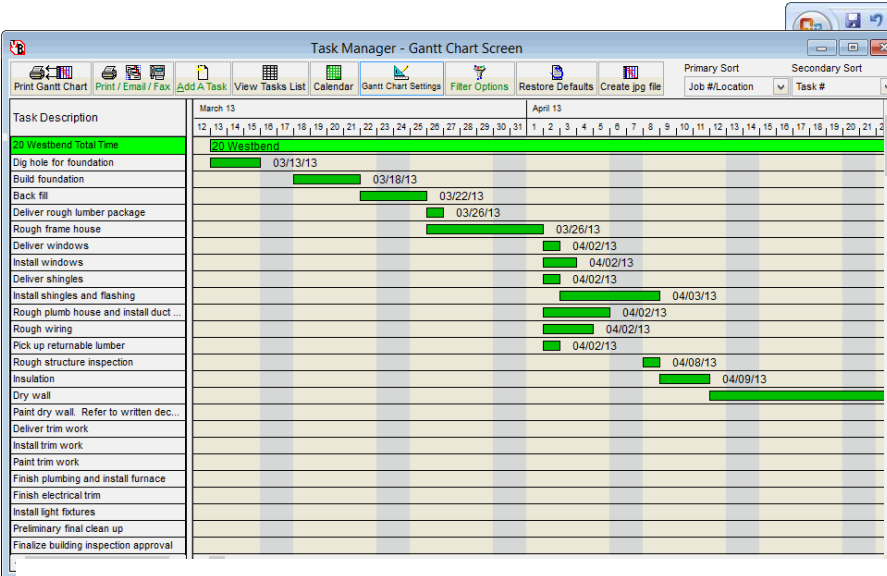 Task Manager - Gantt Chart Screen
Print Gantt Chart Print / Email / Fax Add A Task View Tasks List Calendar Gantt Chart Settings Filter Options Restore Defaults Create jpg file
Primary Sort Secondary Sort
Job #/Location Task #
Task Description
March 13 April 13
12 13 14 15 16 17 18 19 20 21 22 23 24 25 26 27 28 29 30 31 1 2 3 4 5 6 7 8 9 10 11 12 13 14 15 16 17 18 19 20 21
20 Westbend Total Time 20 Westbend
Dig hole for foundation 03/13/13
Build foundation 03/18/13
Back fill 03/22/13
Deliver rough lumber package 03/26/13
Rough frame house 03/26/13
Deliver windows 04/02/13
Install windows 04/02/13
Deliver shingles 04/02/13
Install shingles and flashing 04/03/13
Rough plumb house and install duct ... 04/02/13
Rough wiring 04/02/13
Pick up returnable lumber 04/02/13
Rough structure inspection 04/08/13
Insulation 04/09/13
Dry wall
Paint dry wall. Refer to written dec...
Deliver trim work
Install trim work
Paint trim work
Finish plumbing and install furnace
Finish electrical trim
Install light fixtures
Preliminary final clean up
Finalize building inspection approval